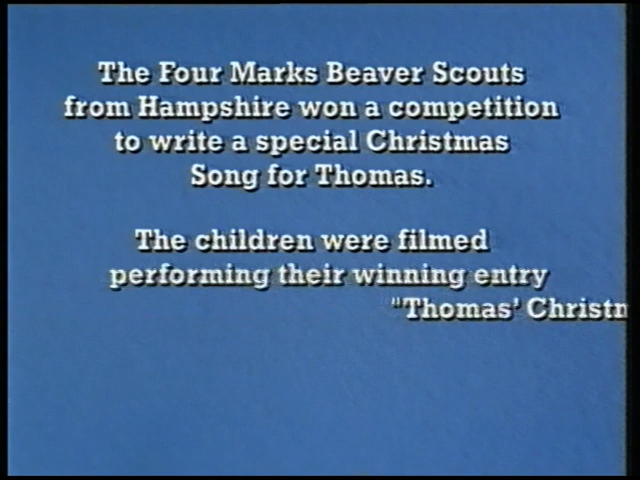 The Four Marks Beaver Scouts
from Hampshire won a competition
to write a special Christmas
Song for Thomas.
The children were filmed
performing their winning entry
"Thomas' Christm